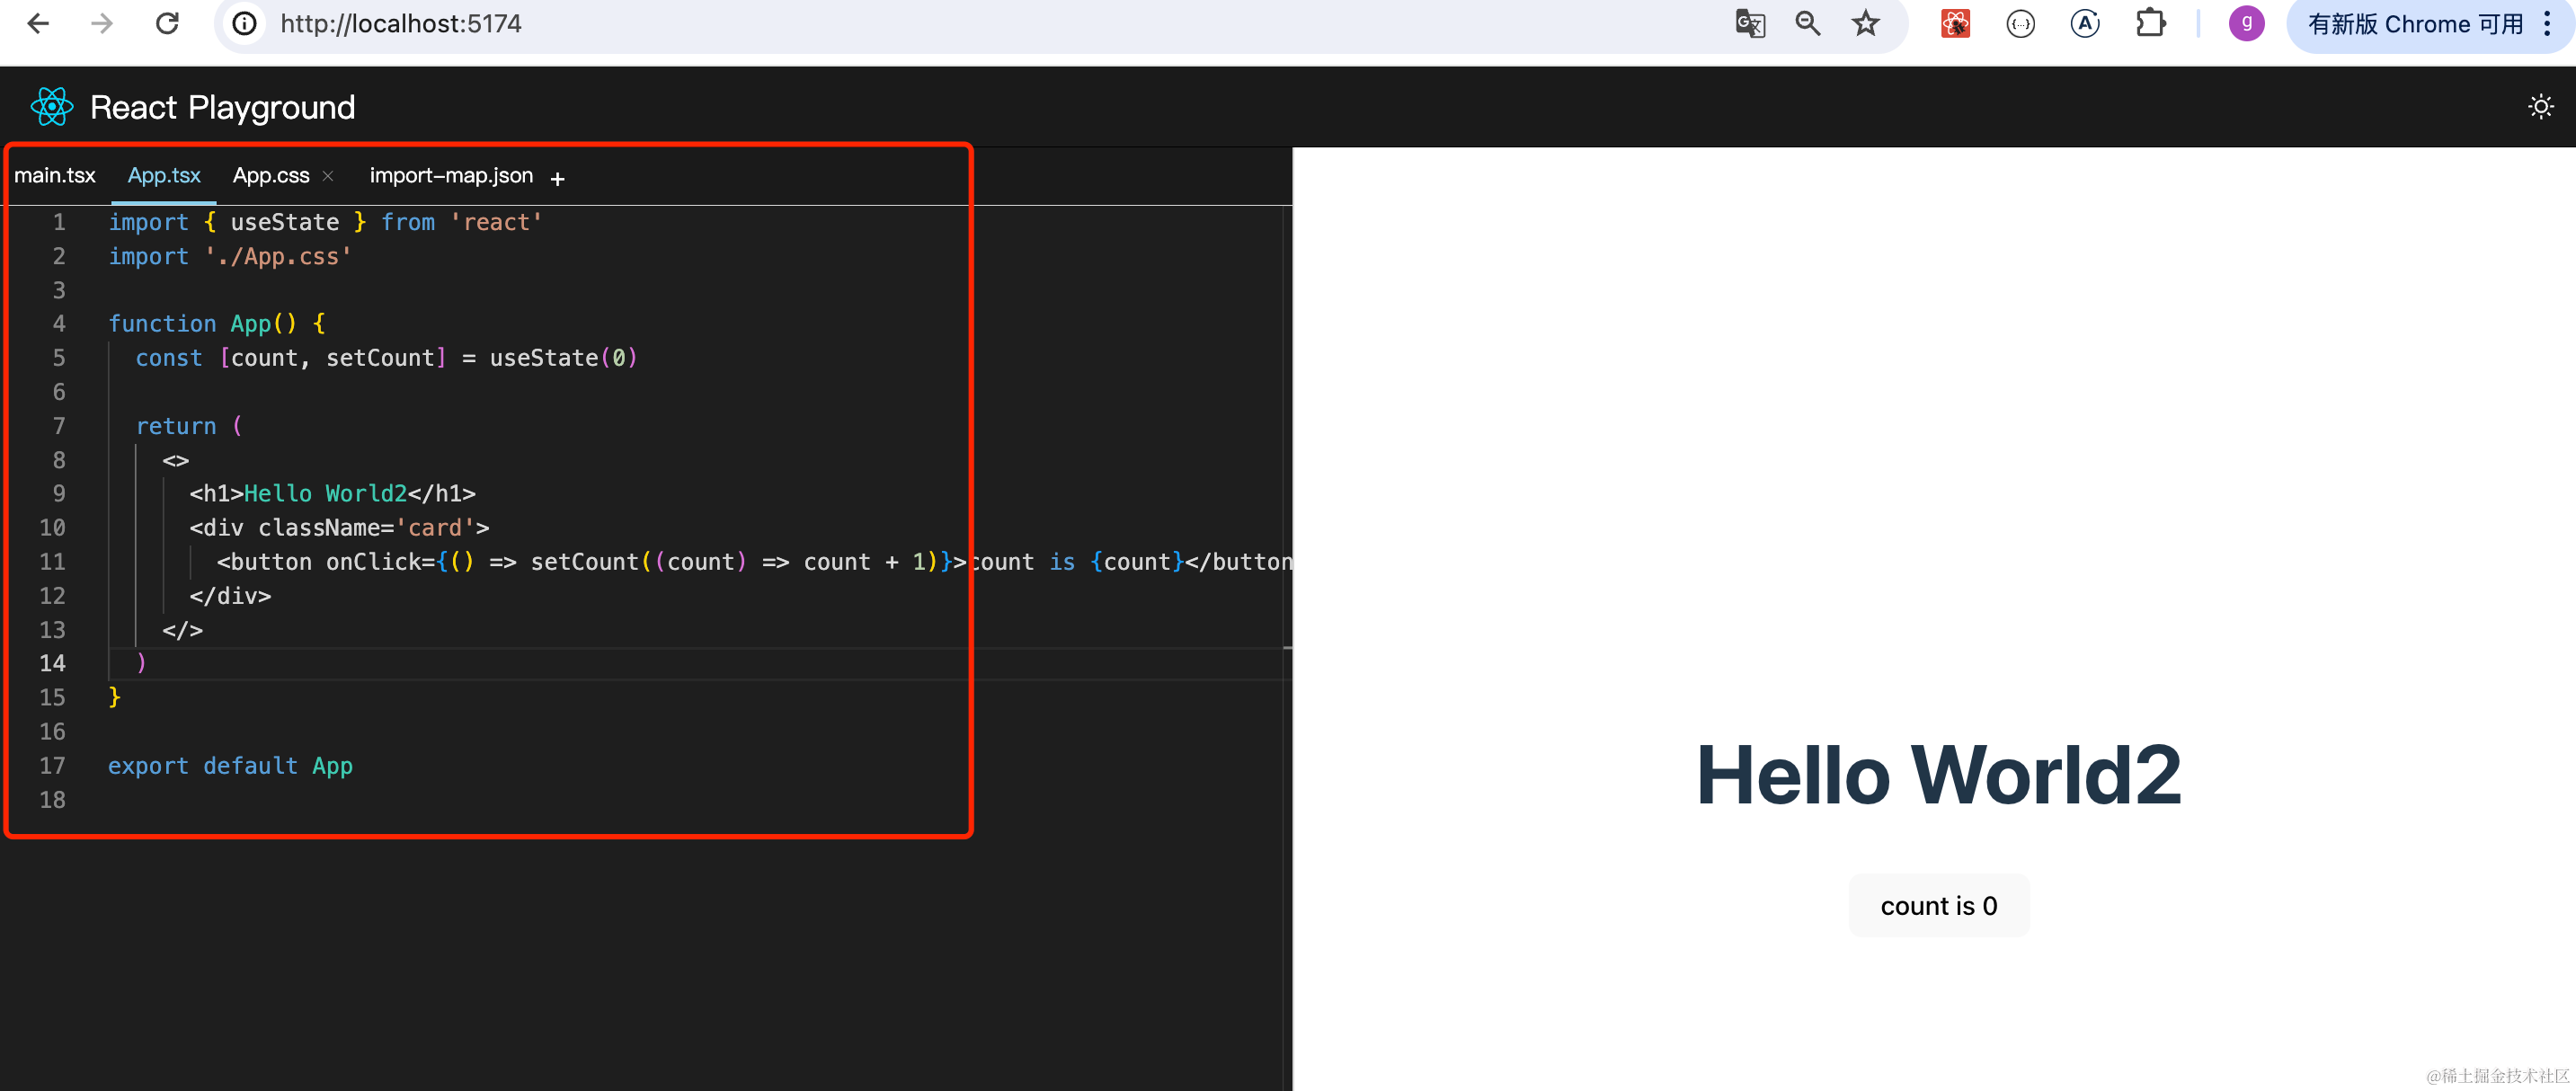 http://localhost:5174
g
有新版 Chrome 可用
React Playground
main.tsx App.tsx App.css × import-map.json +
1 import { useState } from 'react'
2 import './App.css'
3
4 function App() {
5 const [count, setCount] = useState(0)
6
7 return (
8 <>
9 <h1>Hello World2</h1>
10 <div className='card'>
11 <button onClick={() => setCount((count) => count + 1)}>count is {count}</button
12 </div>
13 </>
14 )
15 }
16
17 export default App
18
Hello World2
count is 0
@稀土掘金技术社区